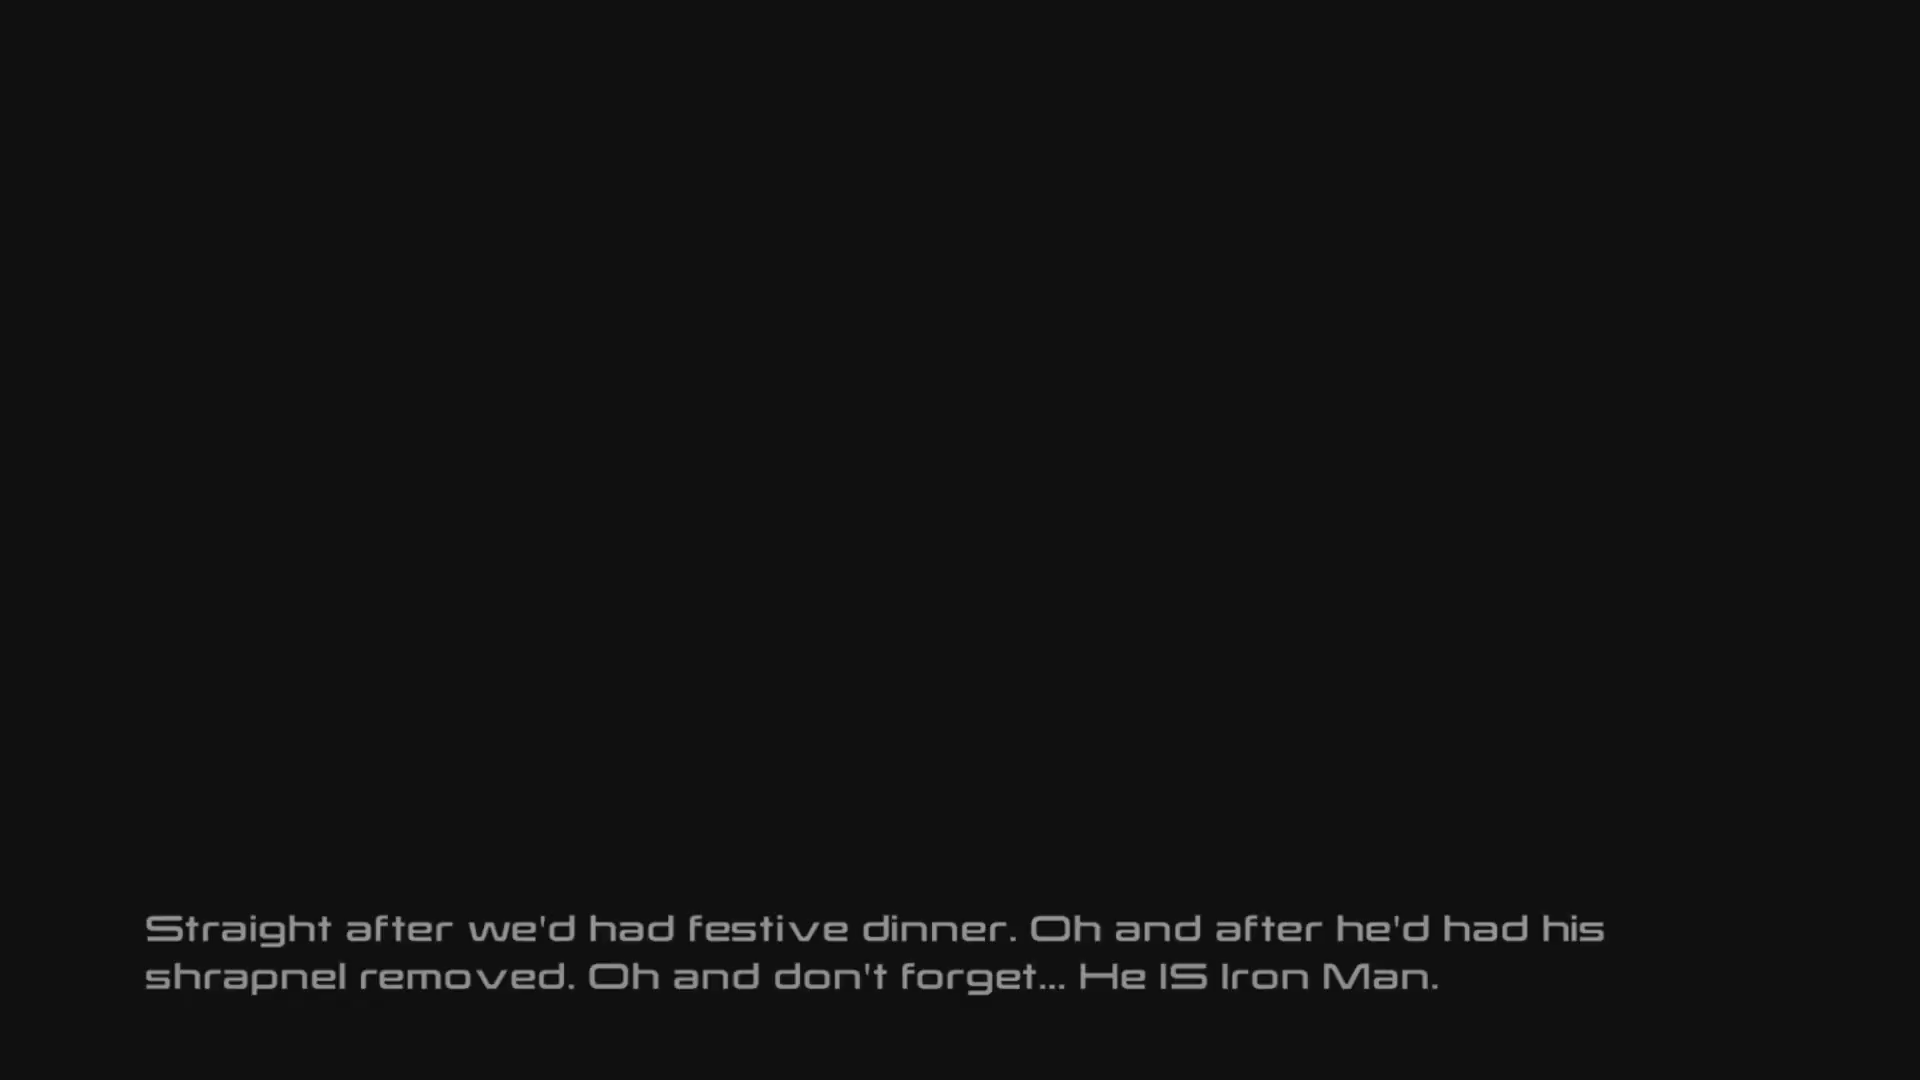 Straight after we'd had festive dinner. Oh and after he'd had his
shrapnel removed. Oh and don't forget... He IS Iron Man.